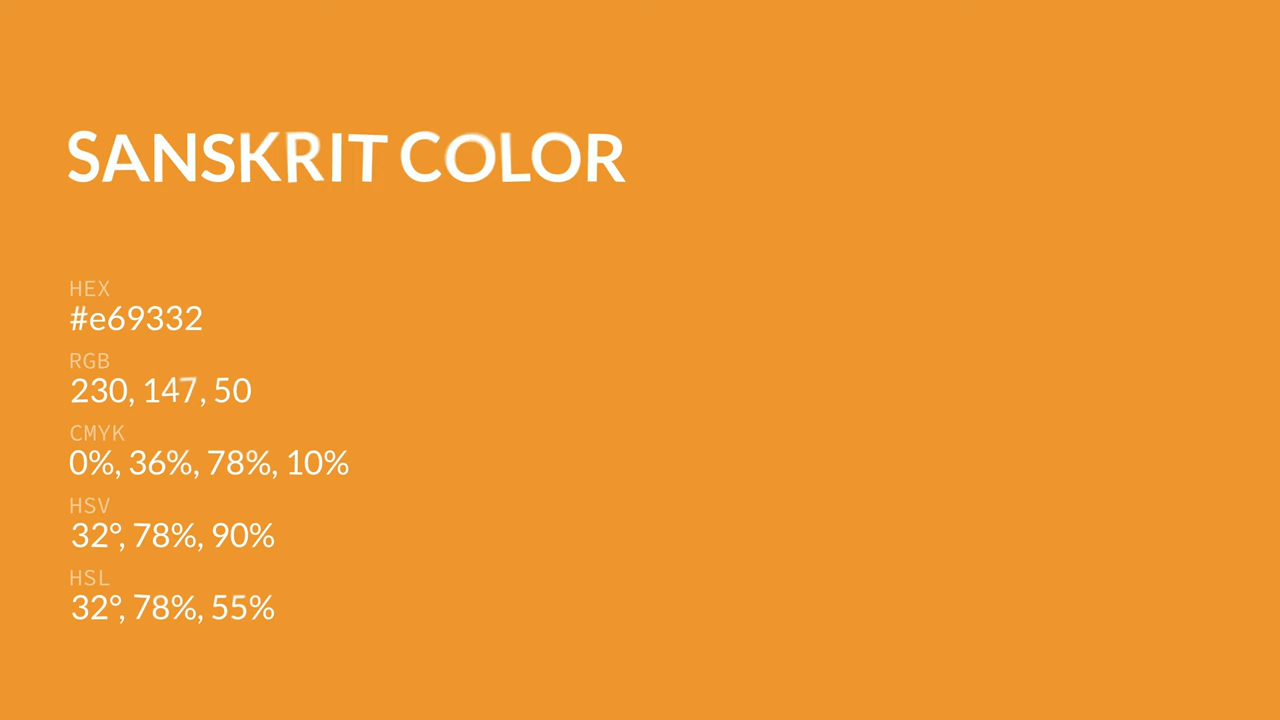 SANSKRIT COLOR
HEX
#e69332
RGB
230, 147, 50
CMYK
0%, 36%, 78%, 10%
HSV
32°, 78%, 90%
HSL
32°, 78%, 55%